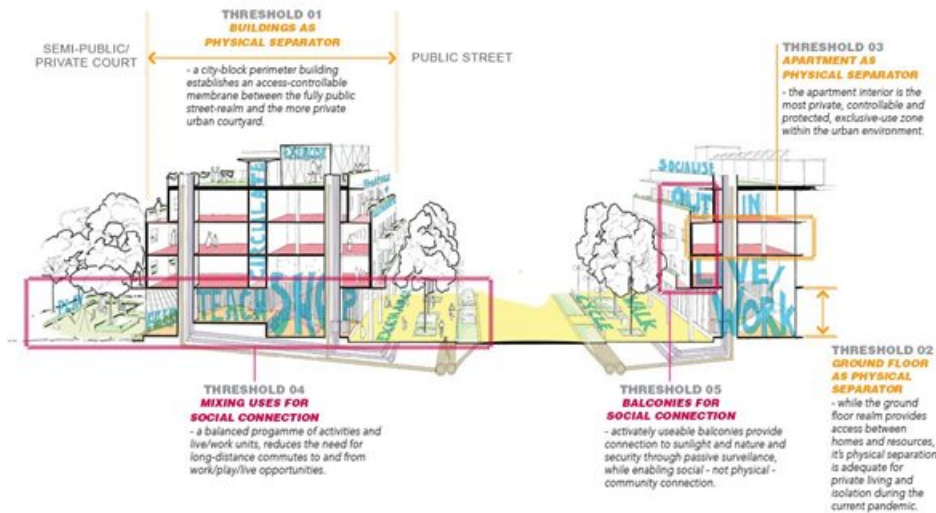 THRESHOLD 01
BUILDINGS AS
PHYSICAL SEPARATOR
SEMI-PUBLIC/
PRIVATE COURT
PUBLIC STREET
- a city-block perimeter building
establishes an access-controllable
membrane between the fully public
street-realm and the more private
urban courtyard.
THRESHOLD 03
APARTMENT AS
PHYSICAL SEPARATOR
- the apartment interior is the
most private, controllable and
protected, exclusive-use zone
within the urban environment.
EXERCISE
CIRCULATE
SOCIALISE
OUT
IN
LIVE/
WORK
PLAY
TEACH
SHOP
EXCHANGE
CYCLE
WALK
THRESHOLD 04
MIXING USES FOR
SOCIAL CONNECTION
- a balanced progamme of activities and
live/work units, reduces the need for
long-distance commutes to and from
work/play/live opportunities.
THRESHOLD 05
BALCONIES FOR
SOCIAL CONNECTION
- activately useable balconies provide
connection to sunlight and nature and
security through passive surveilance,
while enabling social - not physical -
community connection.
THRESHOLD 02
GROUND FLOOR
AS PHYSICAL
SEPARATOR
- while the ground
floor realm provides
access between
homes and resources,
it's physical separation
is adequate for
private living and
isolation during the
current pandemic.